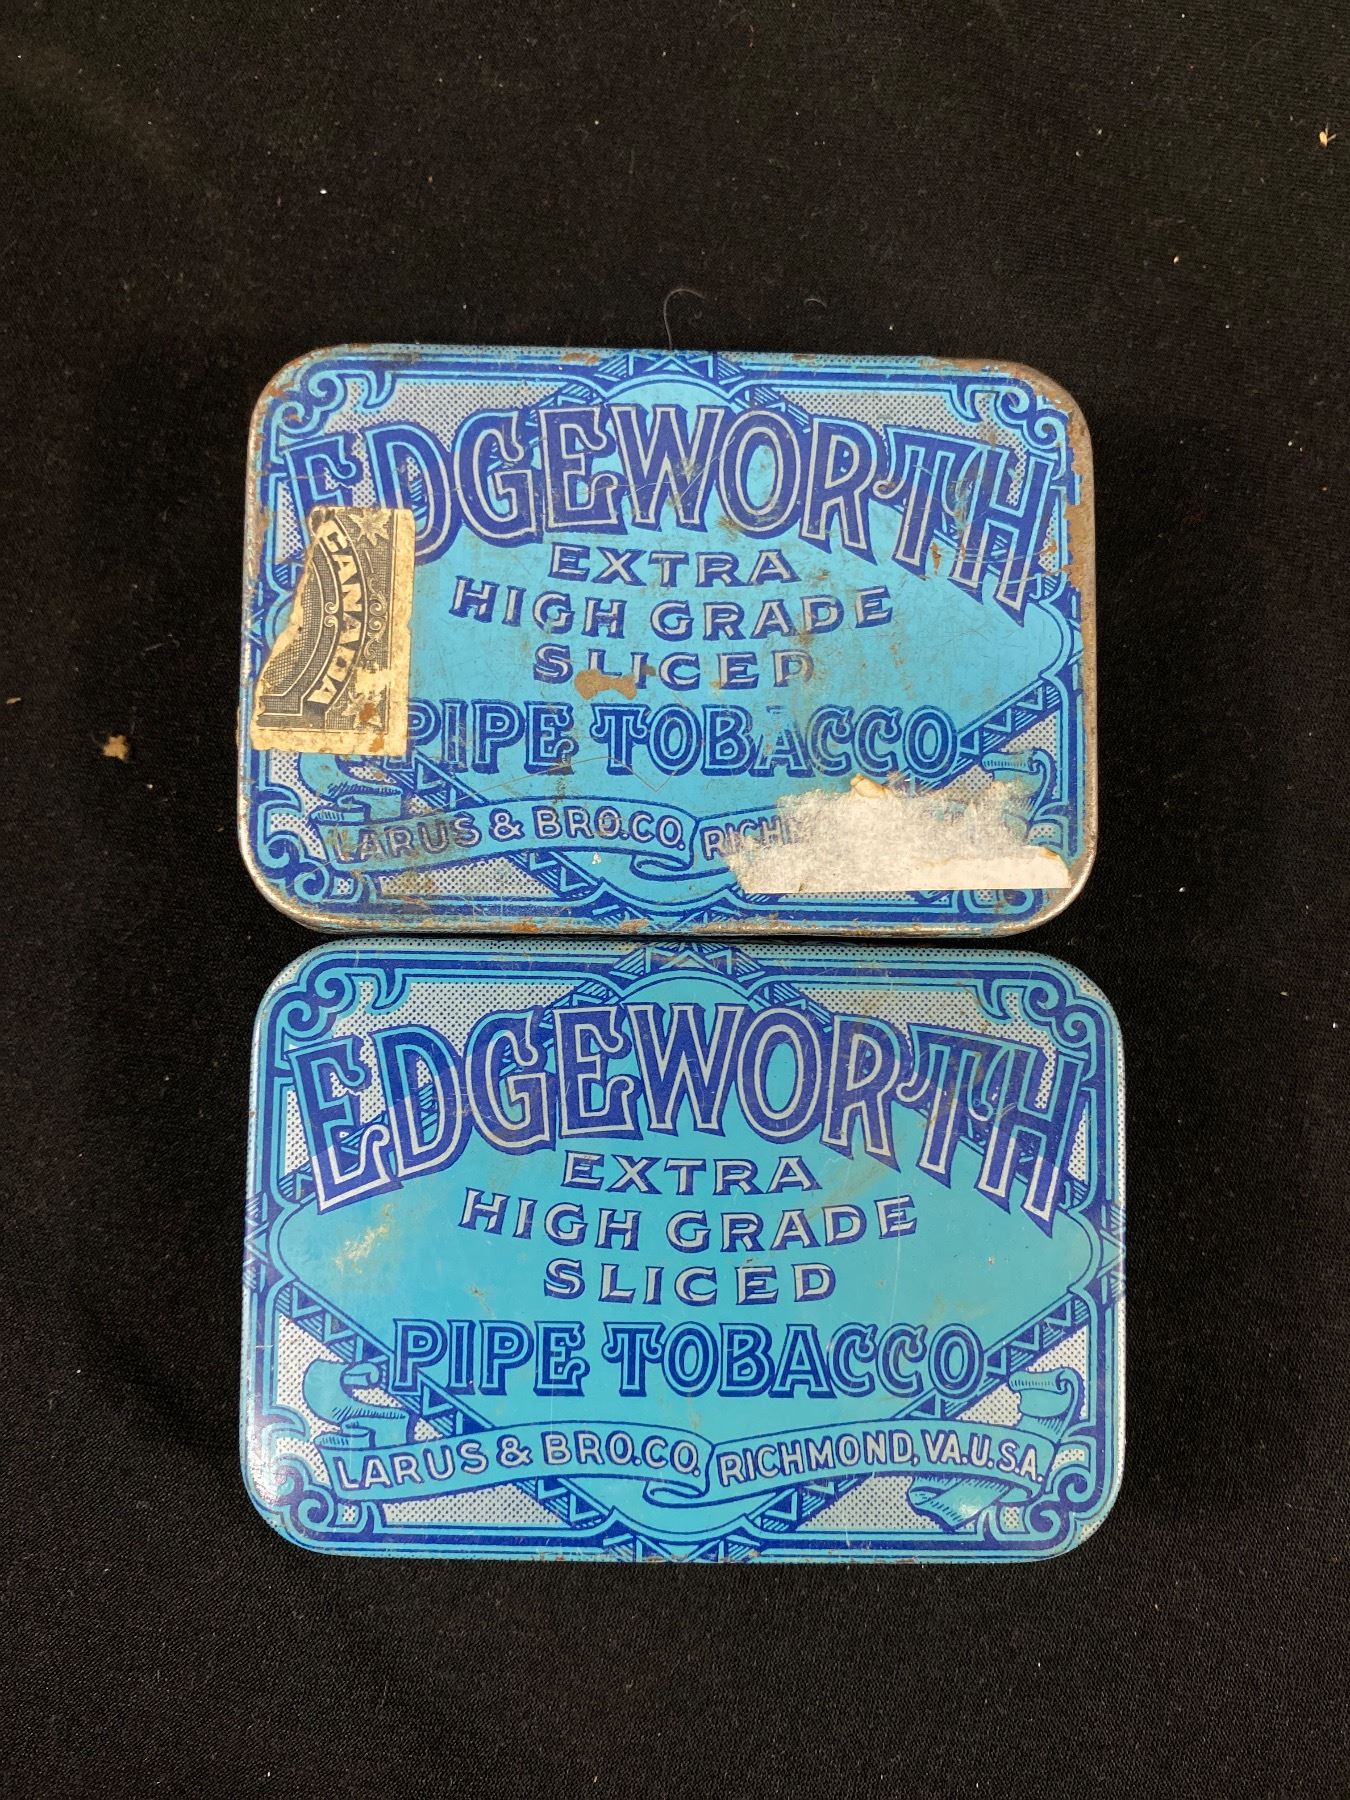 EDGEWORTH
EXTRA
HIGH GRADE
SLICED
PIPE TOBACCO
LARUS & BRO.CO.
CANADA
EDGEWORTH
EXTRA
HIGH GRADE
SLICED
PIPE TOBACCO
LARUS & BRO.CO. RICHMOND, VA.U.S.A.